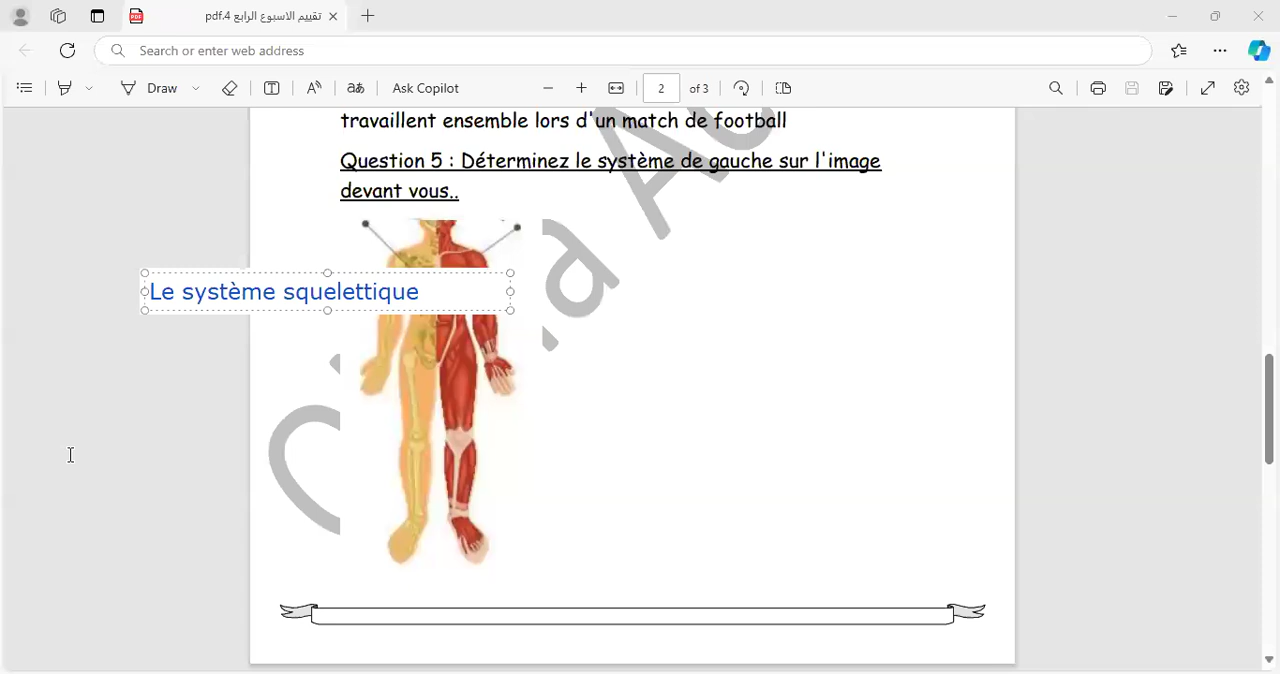 تقييم الاسبوع الرابع 4.pdf
Search or enter web address
Draw
Ask Copilot
2 of 3
travaillent ensemble lors d'un match de football
Question 5 : Déterminez le système de gauche sur l'image
devant vous..
Le système squelettique